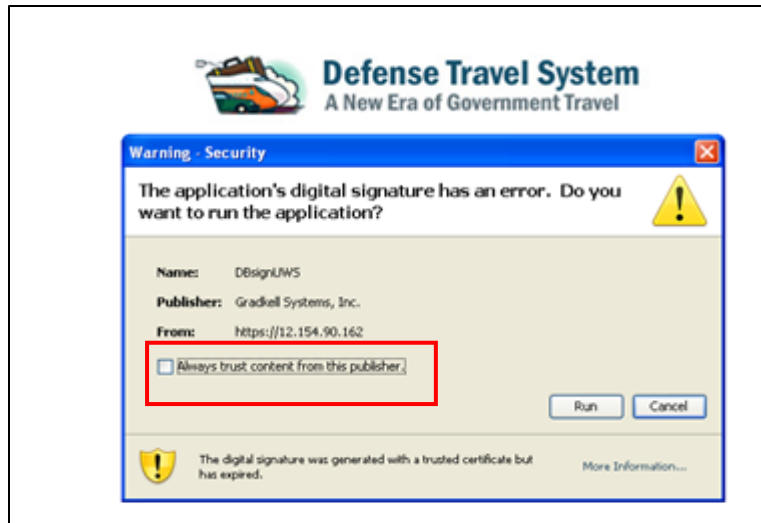 Defense Travel System
A New Era of Government Travel
Warning - Security
The application's digital signature has an error. Do you
want to run the application?
Name: DBsignUWS
Publisher: Gradkell Systems, Inc.
From: https://12.154.90.162
Always trust content from this publisher.
Run Cancel
The digital signature was generated with a trusted certificate but
has expired.
More Information...